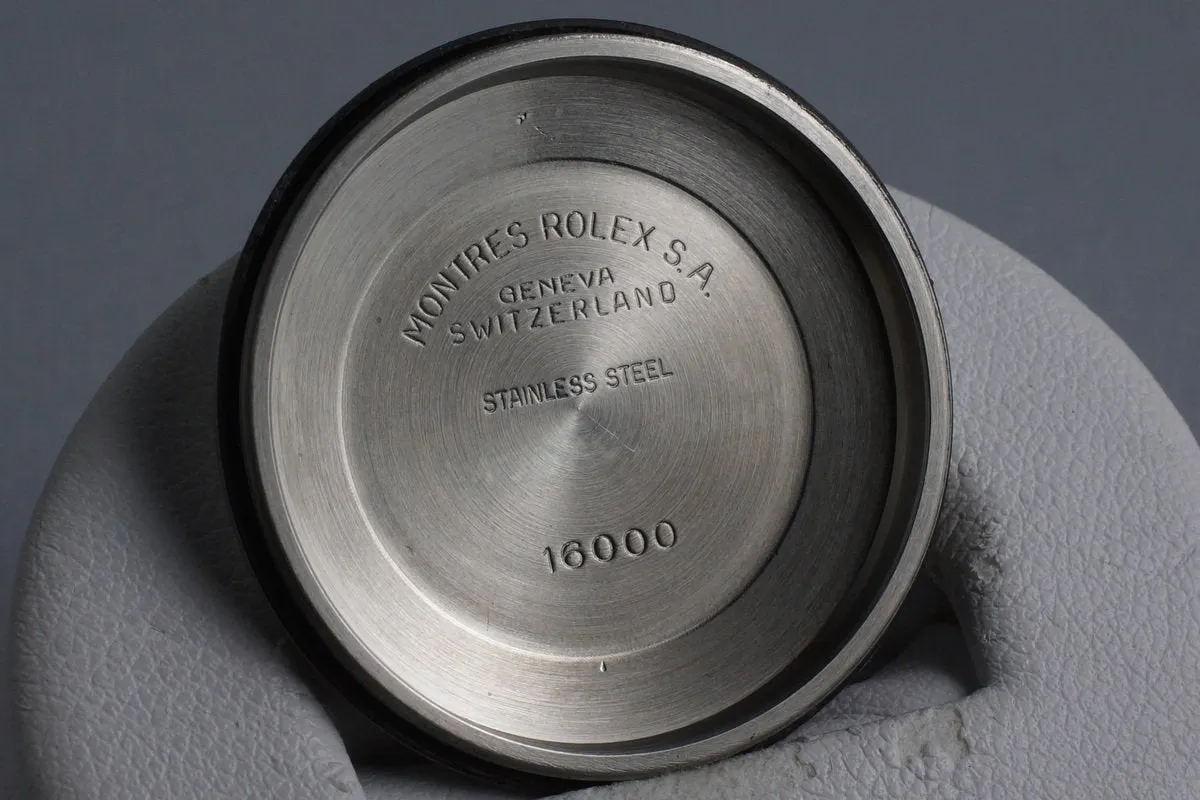 MONTRES ROLEX S.A.
GENEVA
SWITZERLAND
STAINLESS STEEL
16000